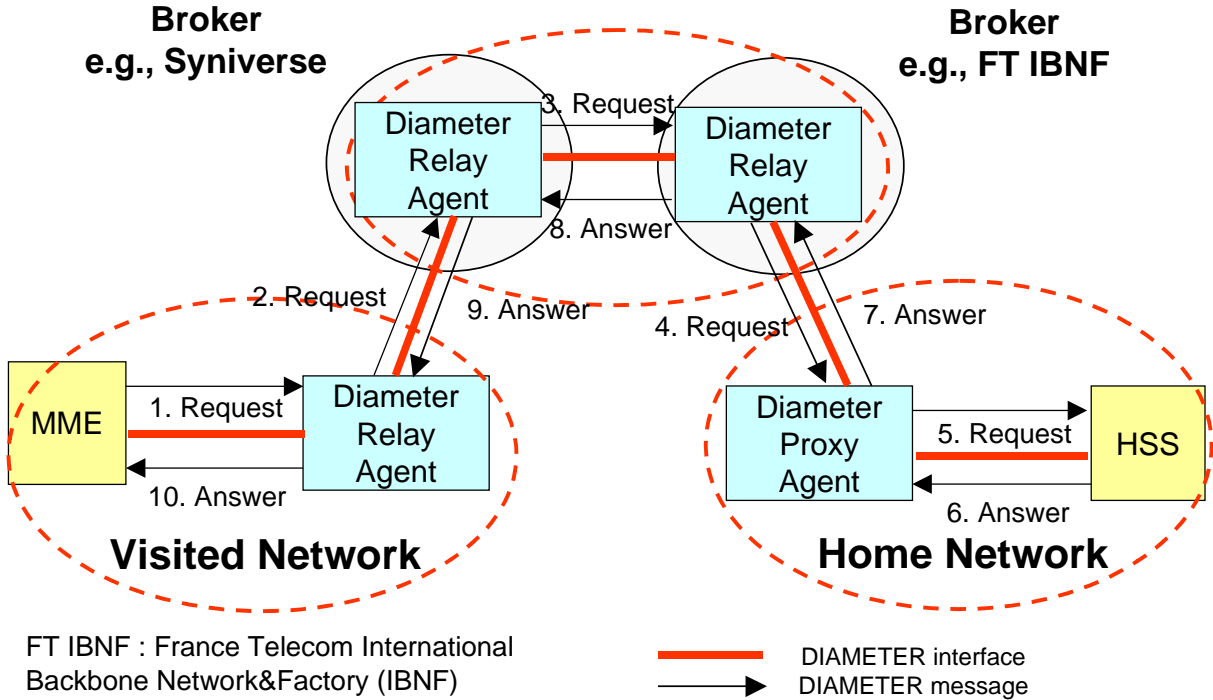 Broker
e.g., Syniverse
Broker
e.g., FT IBNF
3. Request
Diameter
Relay
Agent
Diameter
Relay
Agent
8. Answer
2. Request
9. Answer
4. Request
7. Answer
MME
1. Request
10. Answer
Diameter
Relay
Agent
Diameter
Proxy
Agent
5. Request
6. Answer
HSS
Visited Network
Home Network
FT IBNF : France Telecom International
Backbone Network&Factory (IBNF)
DIAMETER interface
DIAMETER message